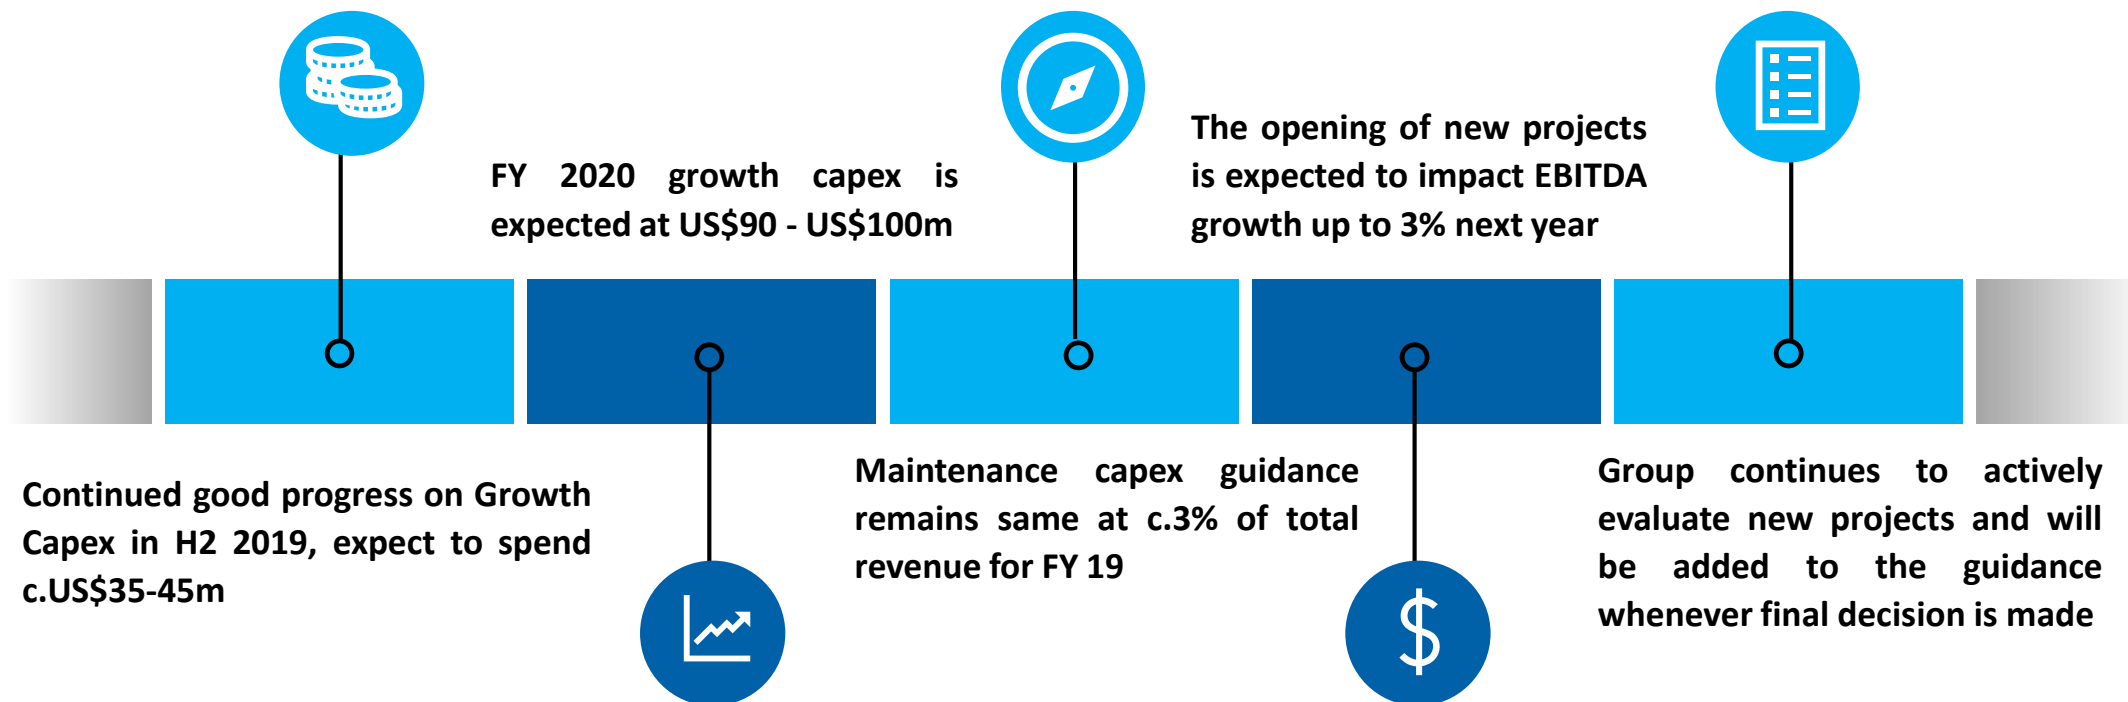 Continued good progress on Growth
Capex in H2 2019, expect to spend
c.US$35-45m
FY 2020 growth capex is
expected at US$90 - US$100m
Maintenance capex guidance
remains same at c.3% of total
revenue for FY 19
The opening of new projects
is expected to impact EBITDA
growth up to 3% next year
Group continues to actively
evaluate new projects and will
be added to the guidance
whenever final decision is made